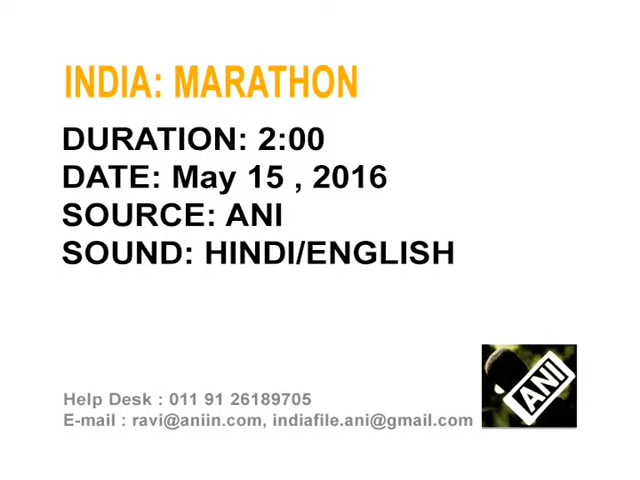 INDIA: MARATHON
DURATION: 2:00
DATE: May 15 , 2016
SOURCE: ANI
SOUND: HINDI/ENGLISH
Help Desk : 011 91 26189705
E-mail : ravi@aniin.com, indiafile.ani@gmail.com
ANI